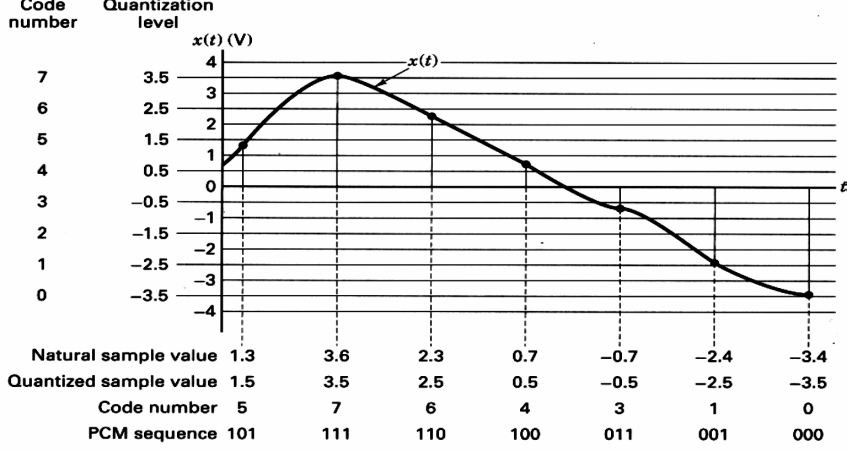 Code Quantization
number level
x(t) (V)
4
x(t)
7 3.5
3
6 2.5
2
5 1.5
1
4 0.5
0
t
3 −0.5
−1
2 −1.5
−2
1 −2.5
−3
0 −3.5
−4
Natural sample value 1.3 3.6 2.3 0.7 −0.7 −2.4 −3.4
Quantized sample value 1.5 3.5 2.5 0.5 −0.5 −2.5 −3.5
Code number 5 7 6 4 3 1 0
PCM sequence 101 111 110 100 011 001 000